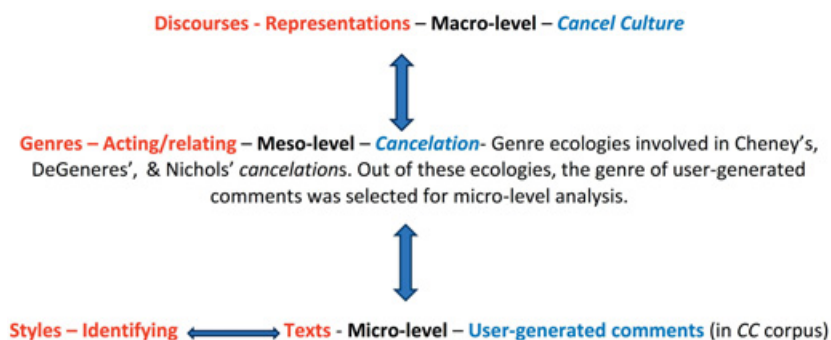 Discourses - Representations – Macro-level – Cancel Culture
Genres – Acting/relating – Meso-level – Cancelation- Genre ecologies involved in Cheney's,
DeGeneres', & Nichols' cancelations. Out of these ecologies, the genre of user-generated
comments was selected for micro-level analysis.
Styles – Identifying Texts - Micro-level – User-generated comments (in CC corpus)